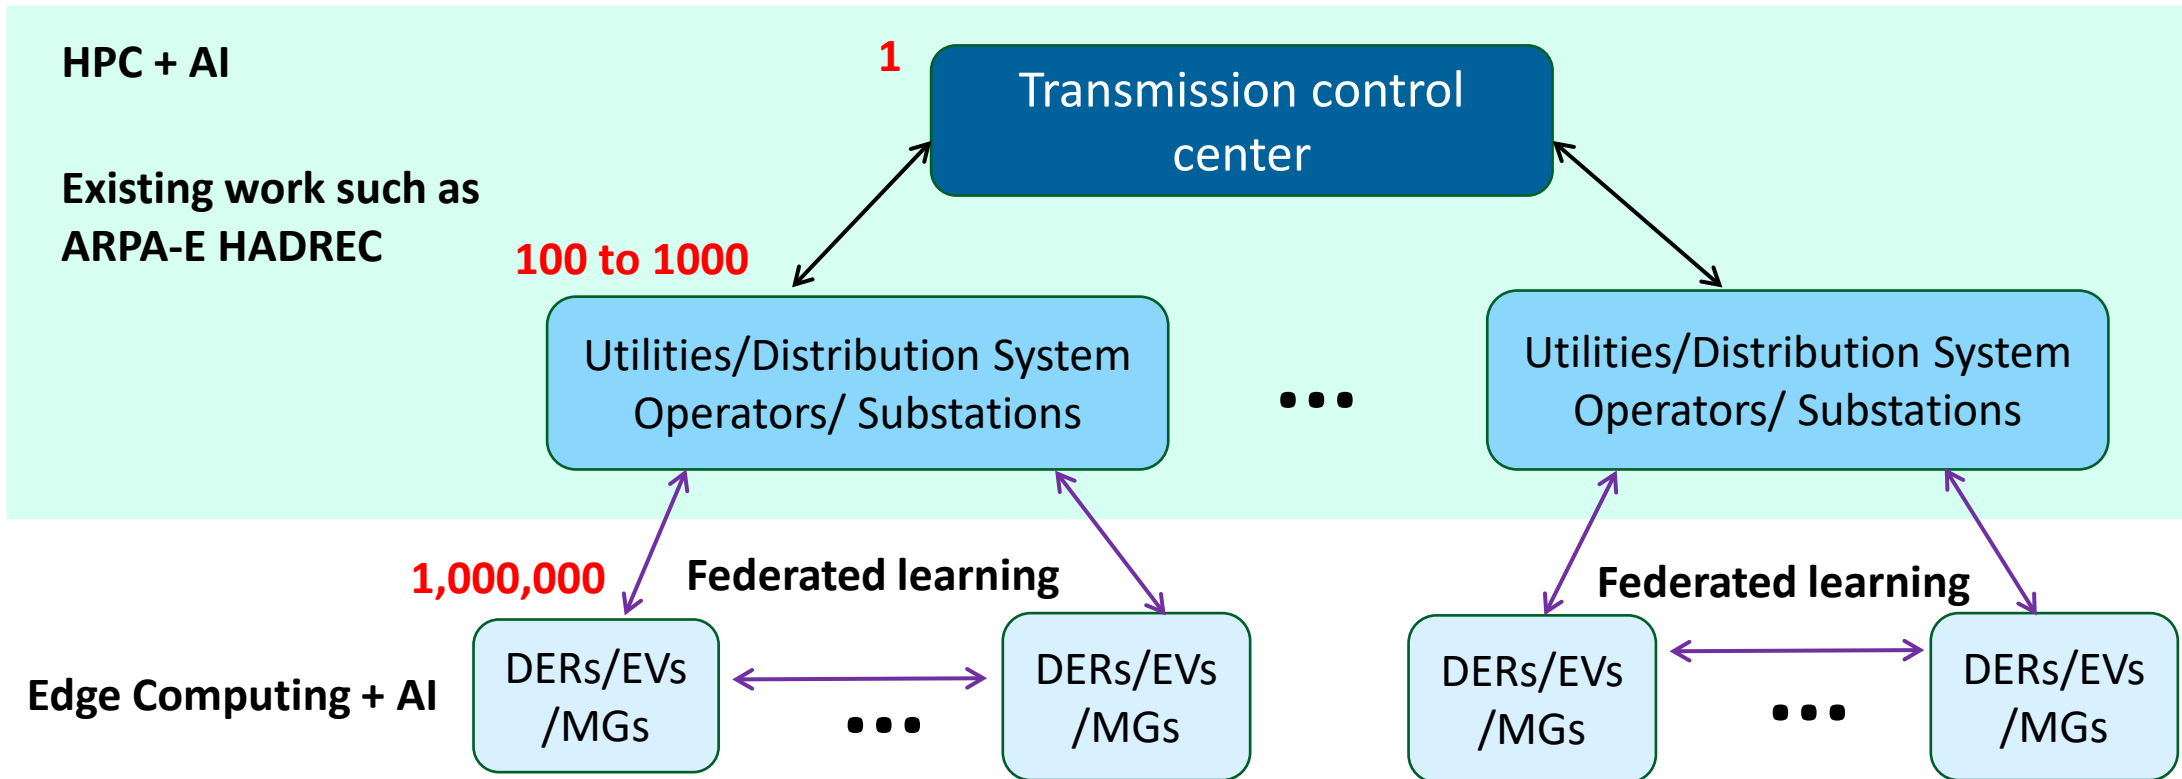 HPC + AI
1
Transmission control
center
Existing work such as
ARPA-E HADREC
100 to 1000
Utilities/Distribution System
Operators/ Substations
...
Utilities/Distribution System
Operators/ Substations
1,000,000
Federated learning
Federated learning
Edge Computing + AI
DERs/EVs
/MGs
...
DERs/EVs
/MGs
DERs/EVs
/MGs
...
DERs/EVs
/MGs